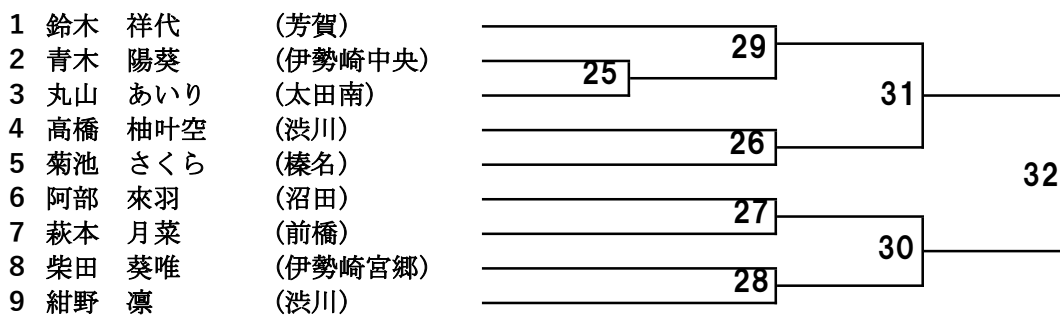 1 鈴木 祥代 (芳賀)
2 青木 陽葵 (伊勢崎中央)
3 丸山 あいり (太田南)
4 高橋 柚叶空 (渋川)
5 菊池 さくら (榛名)
6 阿部 來羽 (沼田)
7 萩本 月菜 (前橋)
8 柴田 葵唯 (伊勢崎宮郷)
9 紺野 凛 (渋川)
29
25
31
26
32
27
30
28